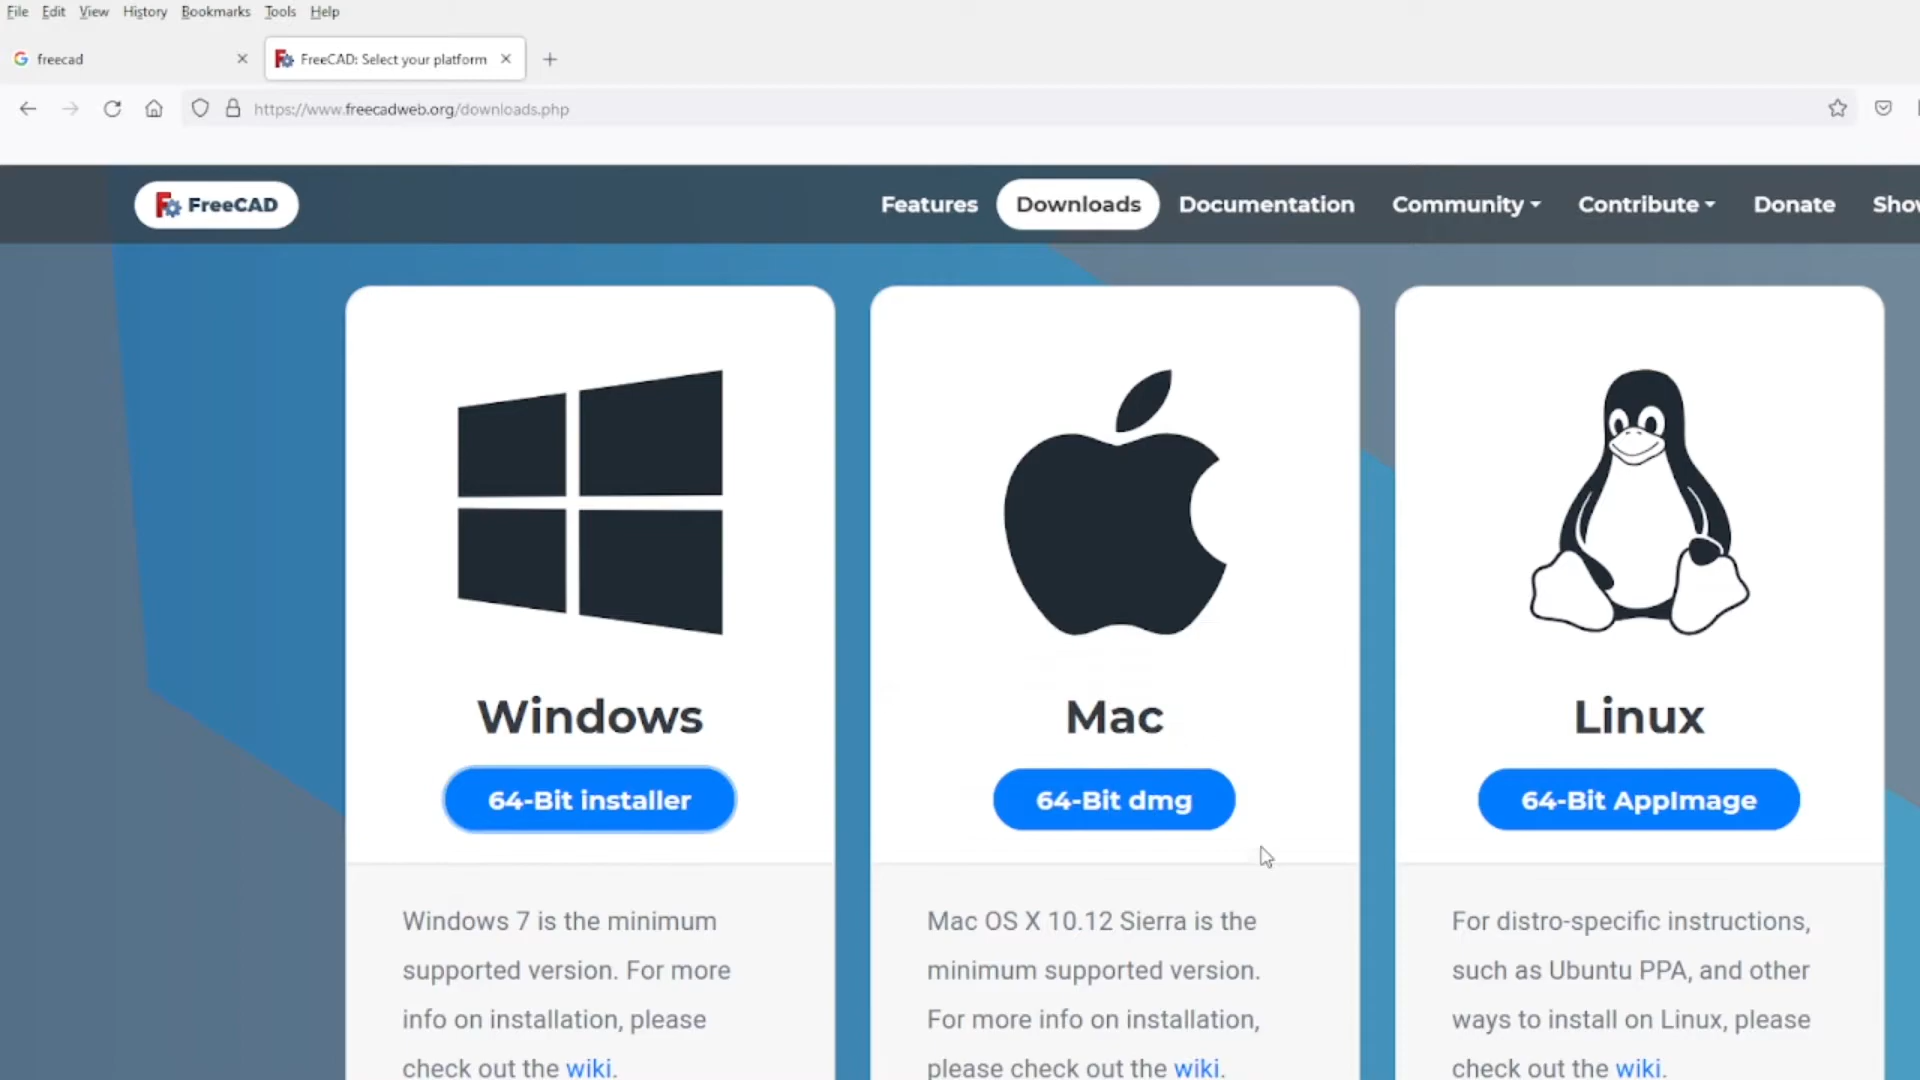 File Edit View History Bookmarks Tools Help
freecad
FreeCAD: Select your platform
https://www.freecadweb.org/downloads.php
FreeCAD Features Downloads Documentation Community Contribute Donate Show
Windows
64-Bit installer
Windows 7 is the minimum
supported version. For more
info on installation, please
check out the wiki.
Mac
64-Bit dmg
Mac OS X 10.12 Sierra is the
minimum supported version.
For more info on installation,
please check out the wiki.
Linux
64-Bit AppImage
For distro-specific instructions,
such as Ubuntu PPA, and other
ways to install on Linux, please
check out the wiki.